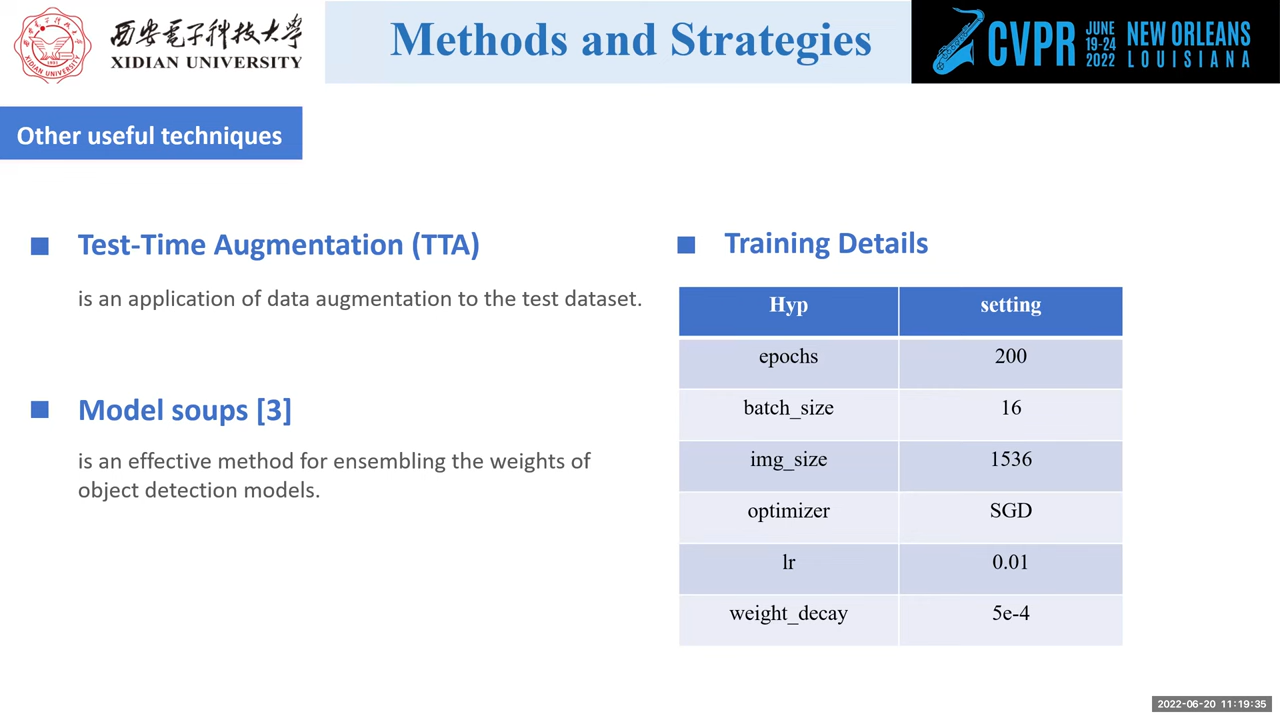 西安電子科技大学
XIDIAN UNIVERSITY
Methods and Strategies
CVPR
JUNE
19-24
2022
NEW ORLEANS
LOUISIANA
Other useful techniques
Test-Time Augmentation (TTA)
is an application of data augmentation to the test dataset.
Model soups [3]
is an effective method for ensembling the weights of
object detection models.
Training Details
Hyp setting
epochs 200
batch_size 16
img_size 1536
optimizer SGD
lr 0.01
weight_decay 5e-4
2022-06-20 11:19:35